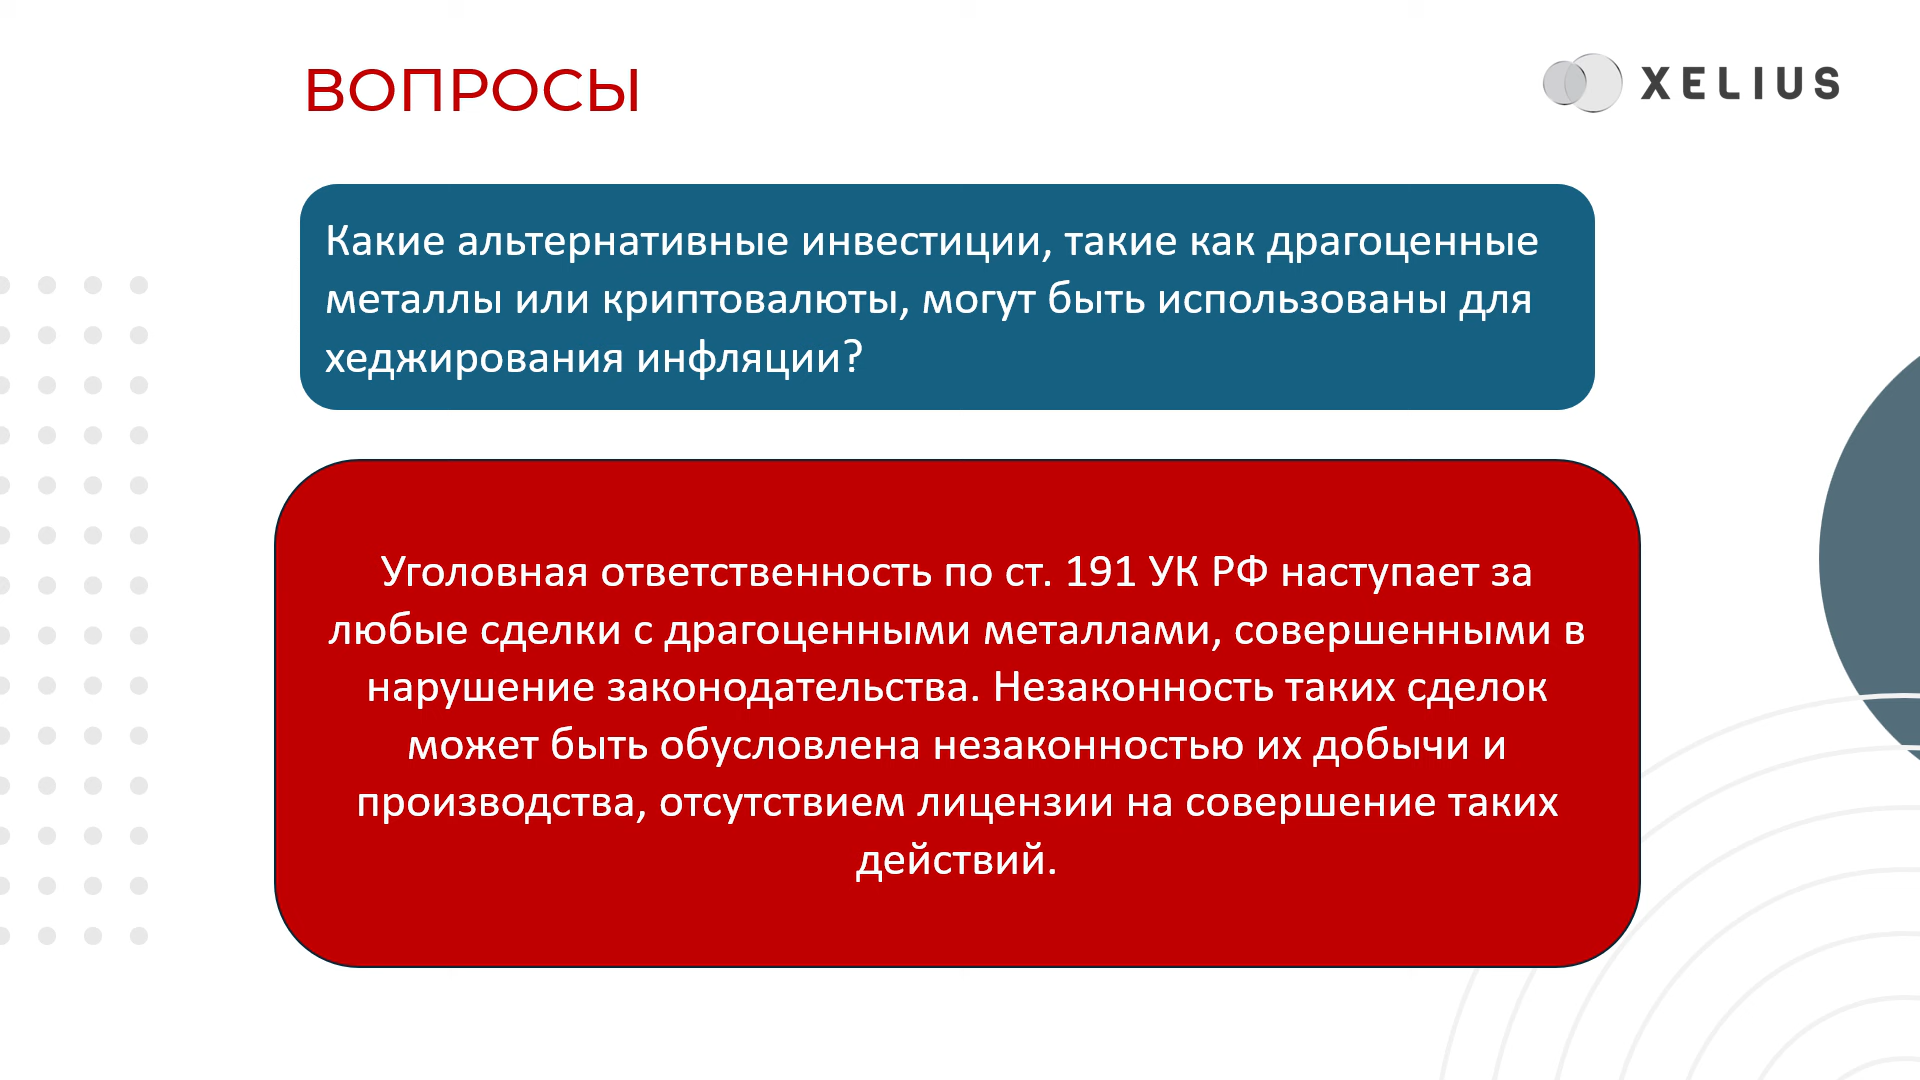 ВОПРОСЫ
XELIUS
Какие альтернативные инвестиции, такие как драгоценные
металлы или криптовалюты, могут быть использованы для
хеджирования инфляции?
Уголовная ответственность по ст. 191 УК РФ наступает за
любые сделки с драгоценными металлами, совершенными в
нарушение законодательства. Незаконность таких сделок
может быть обусловлена незаконностью их добычи и
производства, отсутствием лицензии на совершение таких
действий.